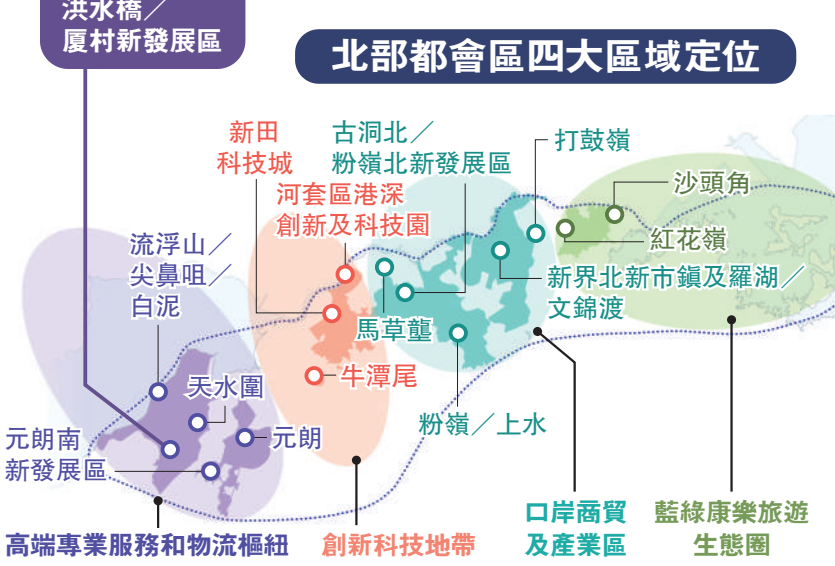 洪水橋／
厦村新發展區
北部都會區四大區域定位
新田
科技城
古洞北／
粉嶺北新發展區
打鼓嶺
河套區港深
創新及科技園
沙頭角
紅花嶺
流浮山／
尖鼻咀／
白泥
新界北新市鎮及羅湖／
文錦渡
馬草壟
牛潭尾
天水圍
粉嶺／上水
元朗南
新發展區
元朗
高端專業服務和物流樞紐
創新科技地帶
口岸商貿
及產業區
藍綠康樂旅遊
生態圈